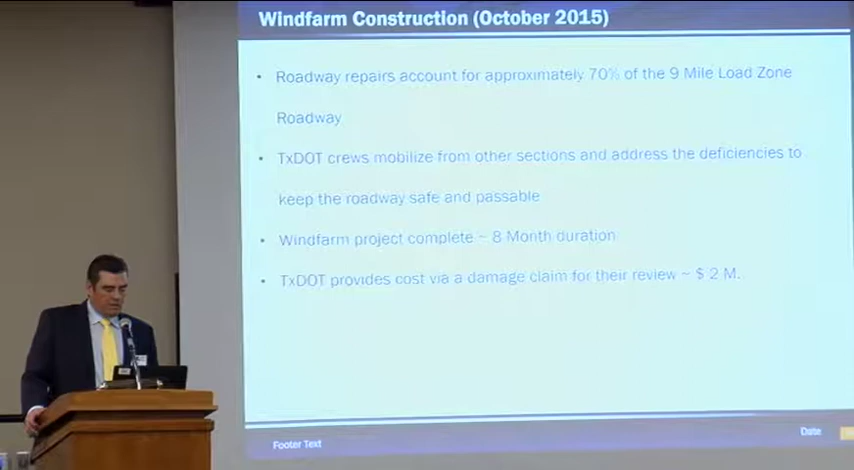 Windfarm Construction (October 2015)
• Roadway repairs account for approximately 70% of the 9 Mile Load Zone
Roadway
• TxDOT crews mobilize from other sections and address the deficiencies to
keep the roadway safe and passable
• Windfarm project complete ~ 8 Month duration
• TxDOT provides cost via a damage claim for their review ~ $ 2 M.
Footer Text
Date